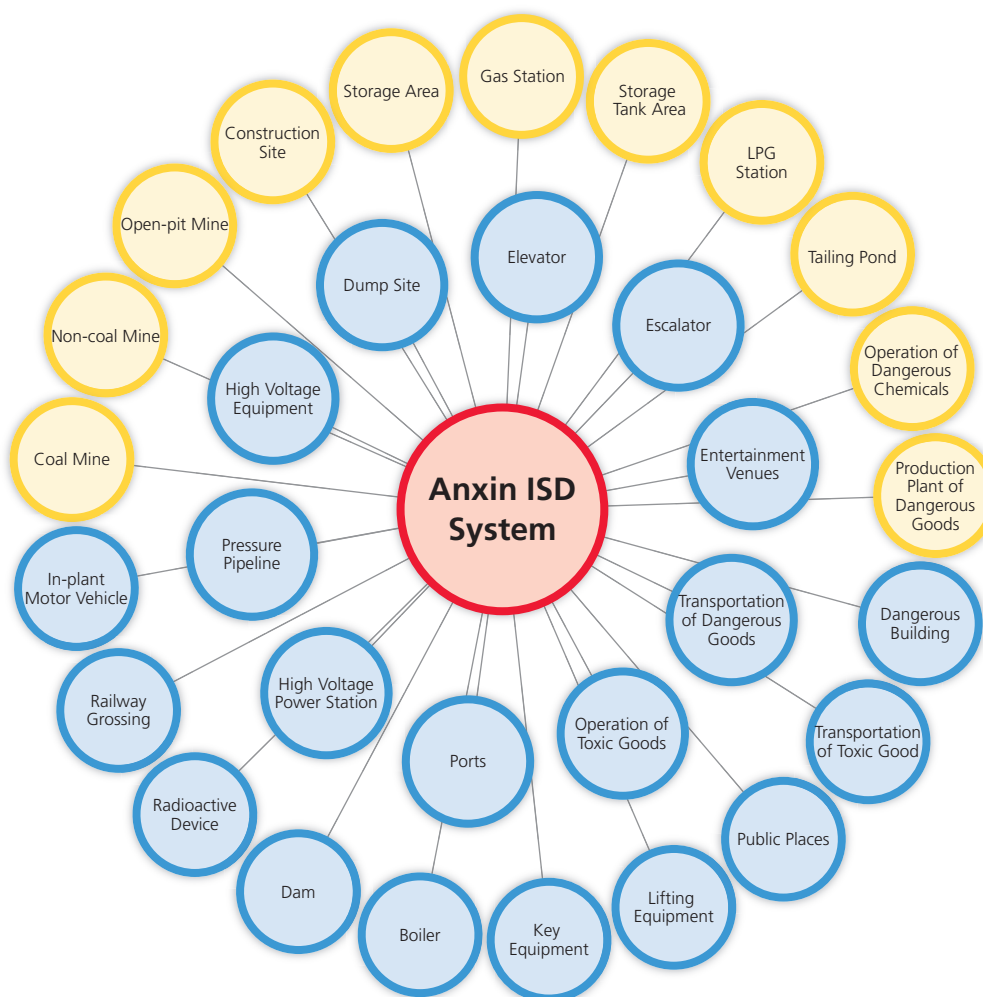 Gas Station
Storage Area
Storage
Tank Area
Construction
Site
LPG
Station
Open-pit Mine
Tailing Pond
Elevator
Dump Site
Escalator
Non-coal Mine
Operation of
Dangerous
Chemicals
High Voltage
Equipment
Coal Mine
Entertainment
Venues
Production
Plant of
Dangerous
Goods
Anxin ISD
System
Pressure
Pipeline
In-plant
Motor Vehicle
Transportation
of Dangerous
Goods
Dangerous
Building
Railway
Grossing
High Voltage
Power Station
Operation of
Toxic Goods
Transportation
of Toxic Good
Ports
Radioactive
Device
Public Places
Dam
Lifting
Equipment
Boiler
Key
Equipment